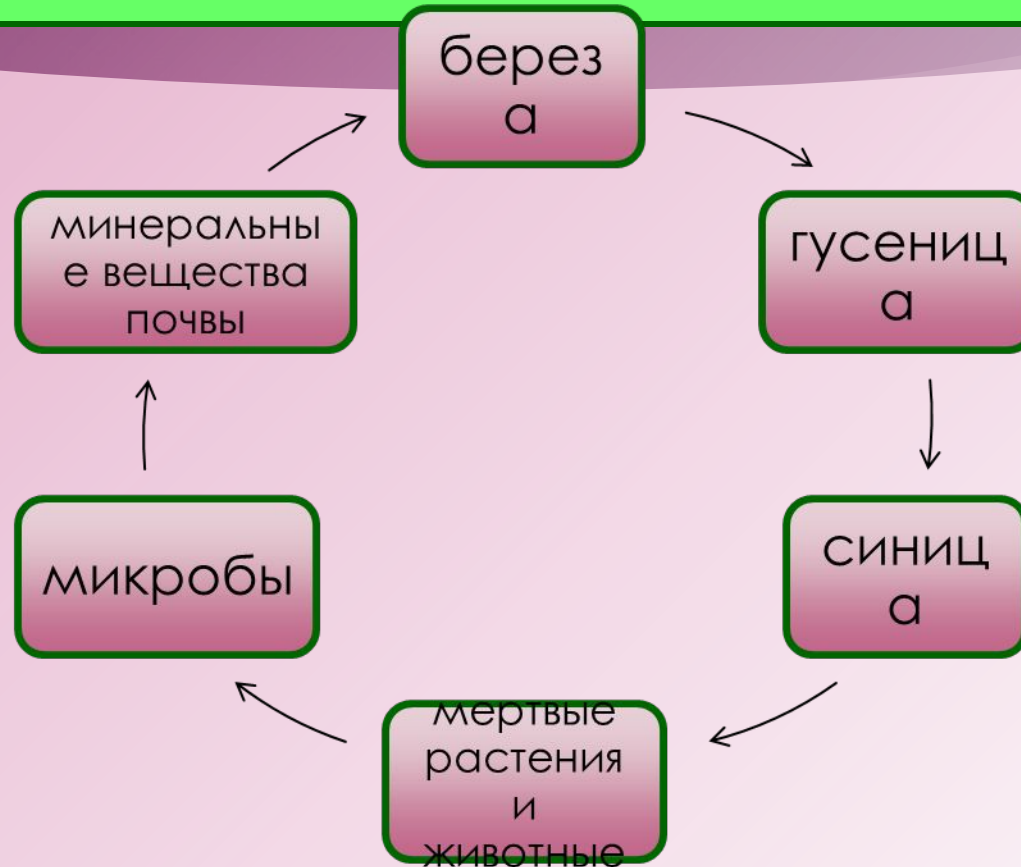 берез
а
гусениц
а
синиц
а
мертвые
растения
и
животные
микробы
минеральны
е вещества
почвы